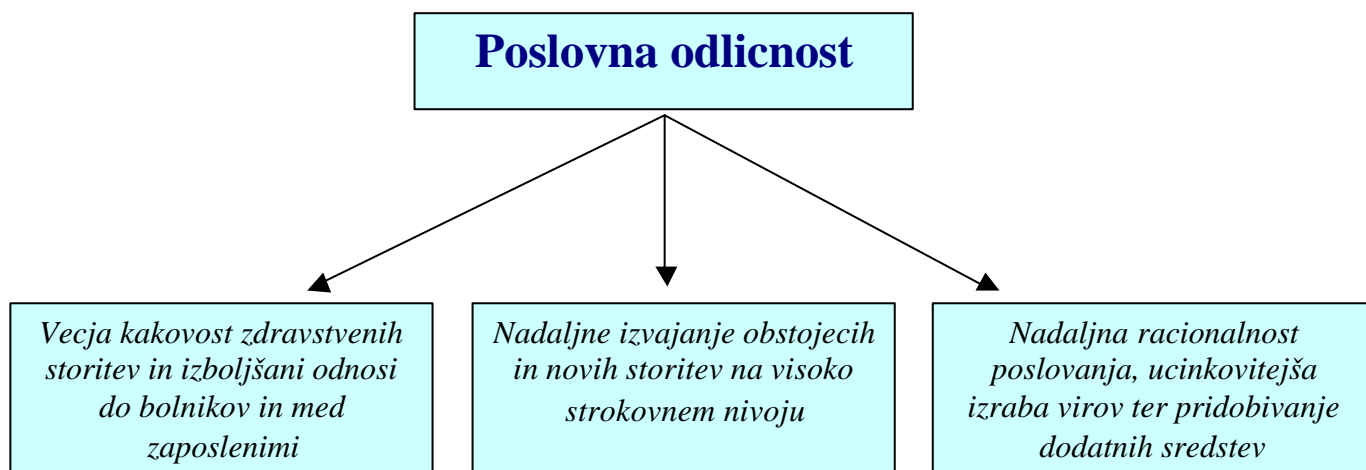 Poslovna odlicnost
Vecja kakovost zdravstvenih
storitev in izboljšani odnosi
do bolnikov in med
zaposlenimi
Nadaljne izvajanje obstojecih
in novih storitev na visoko
strokovnem nivoju
Nadaljna racionalnost
poslovanja, ucinkovitejša
izraba virov ter pridobivanje
dodatnih sredstev